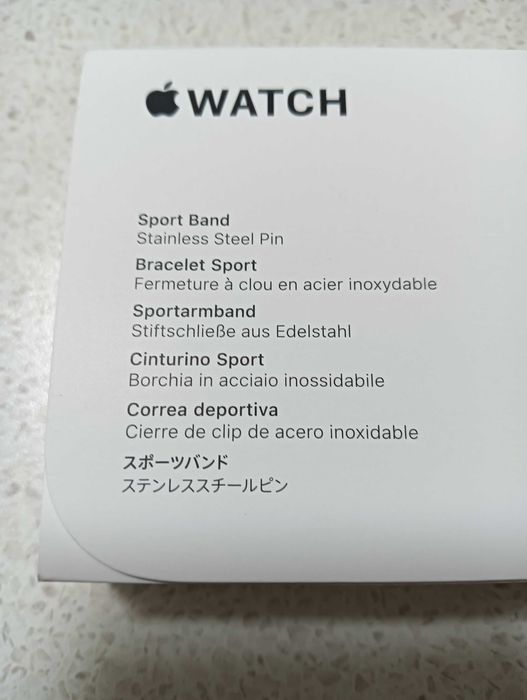 WATCH
Sport Band
Stainless Steel Pin
Bracelet Sport
Fermeture à clou en acier inoxydable
Sportarmband
Stiftschließe aus Edelstahl
Cinturino Sport
Borchia in acciaio inossidabile
Correa deportiva
Cierre de clip de acero inoxidable
スポーツバンド
ステンレススチールピン